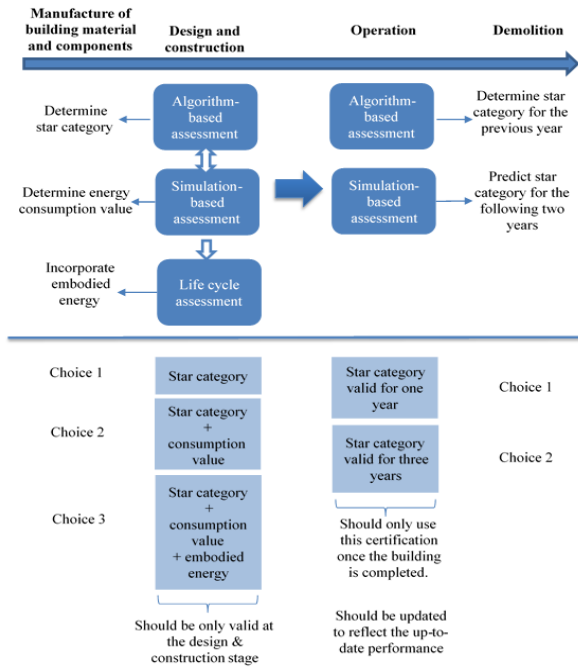 Manufacture of
building material
and components
Design and
construction
Operation
Demolition
Determine
star category
Algorithm-
based
assessment
Algorithm-
based
assessment
Determine star
category for the
previous year
Determine energy
consumption value
Simulation-
based
assessment
Simulation-
based
assessment
Predict star
category for the
following two
years
Incorporate
embodied
energy
Life cycle
assessment
Choice 1
Star category
Star category
valid for one
year
Choice 1
Choice 2
Star category
+
consumption
value
Star category
valid for three
years
Choice 2
Choice 3
Star category
+
consumption
value
+ embodied
energy
Should only use
this certification
once the building
is completed.
Should be only valid at
the design &
construction stage
Should be updated
to reflect the up-to-
date performance